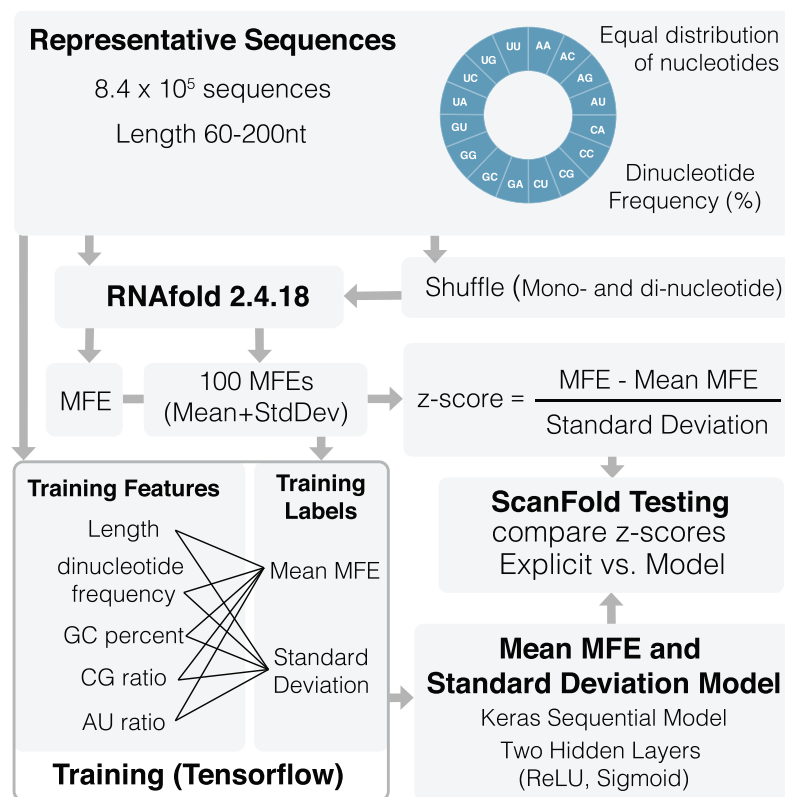 Representative Sequences
8.4 x 10⁵ sequences
Length 60-200nt
UU
AA
AC
AG
AU
CA
CC
CG
CU
GA
GC
GG
GU
UA
UC
UG
Equal distribution
of nucleotides
Dinucleotide
Frequency (%)
RNAfold 2.4.18
Shuffle (Mono- and di-nucleotide)
MFE
100 MFEs
(Mean+StdDev)
z-score =
MFE - Mean MFE
Standard Deviation
Training Features
Length
dinucleotide
frequency
GC percent
CG ratio
AU ratio
Training
Labels
Mean MFE
Standard
Deviation
Training (Tensorflow)
ScanFold Testing
compare z-scores
Explicit vs. Model
Mean MFE and
Standard Deviation Model
Keras Sequential Model
Two Hidden Layers
(ReLU, Sigmoid)